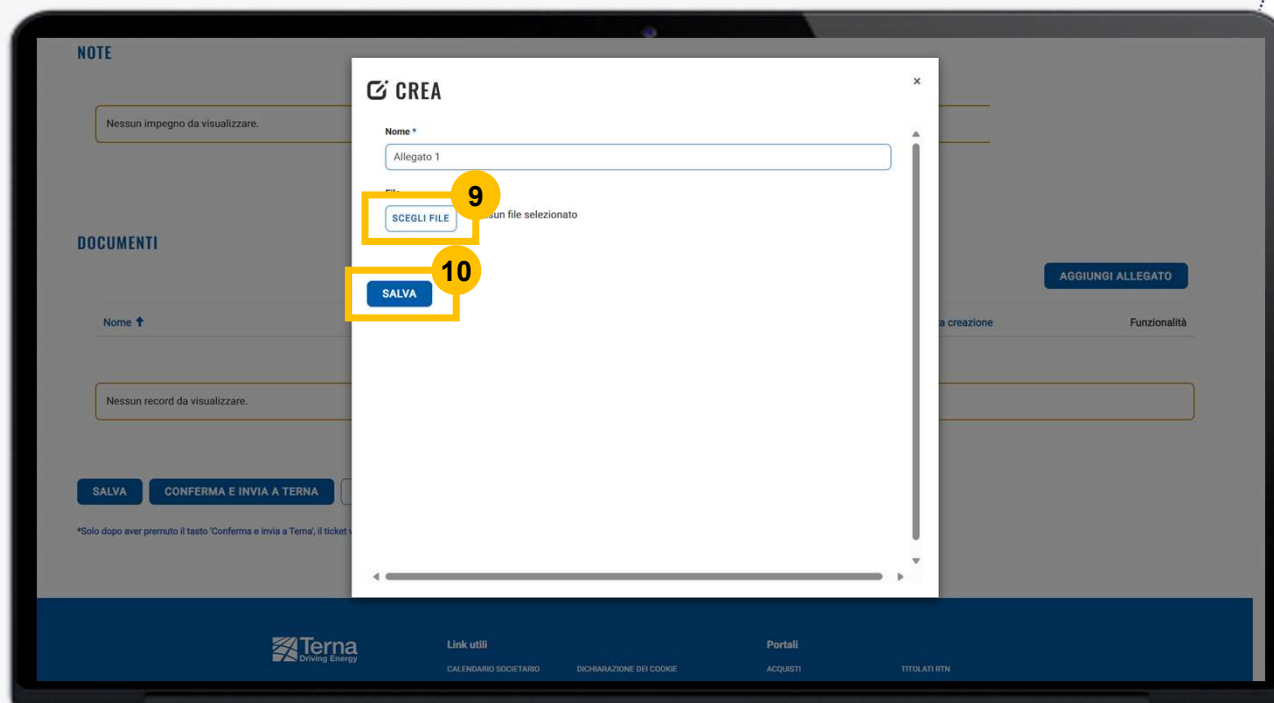 NOTE
Nessun impegno da visualizzare.
CREA
×
Nome *
Allegato 1
9
SCEGLI FILE
file selezionato
10
SALVA
DOCUMENTI
AGGIUNGI ALLEGATO
Nome ↑
creazione
Funzionalità
Nessun record da visualizzare.
SALVA
CONFERMA E INVIA A TERNA
*Solo dopo aver premuto il tasto 'Conferma e invia a Terna', il ticket
Terna
Driving Energy
Link utili
Portali
CALENDARIO SOCIETARIO
DICHIARAZIONE DEI COOKIE
ACQUISTI
TITOLATI RTN